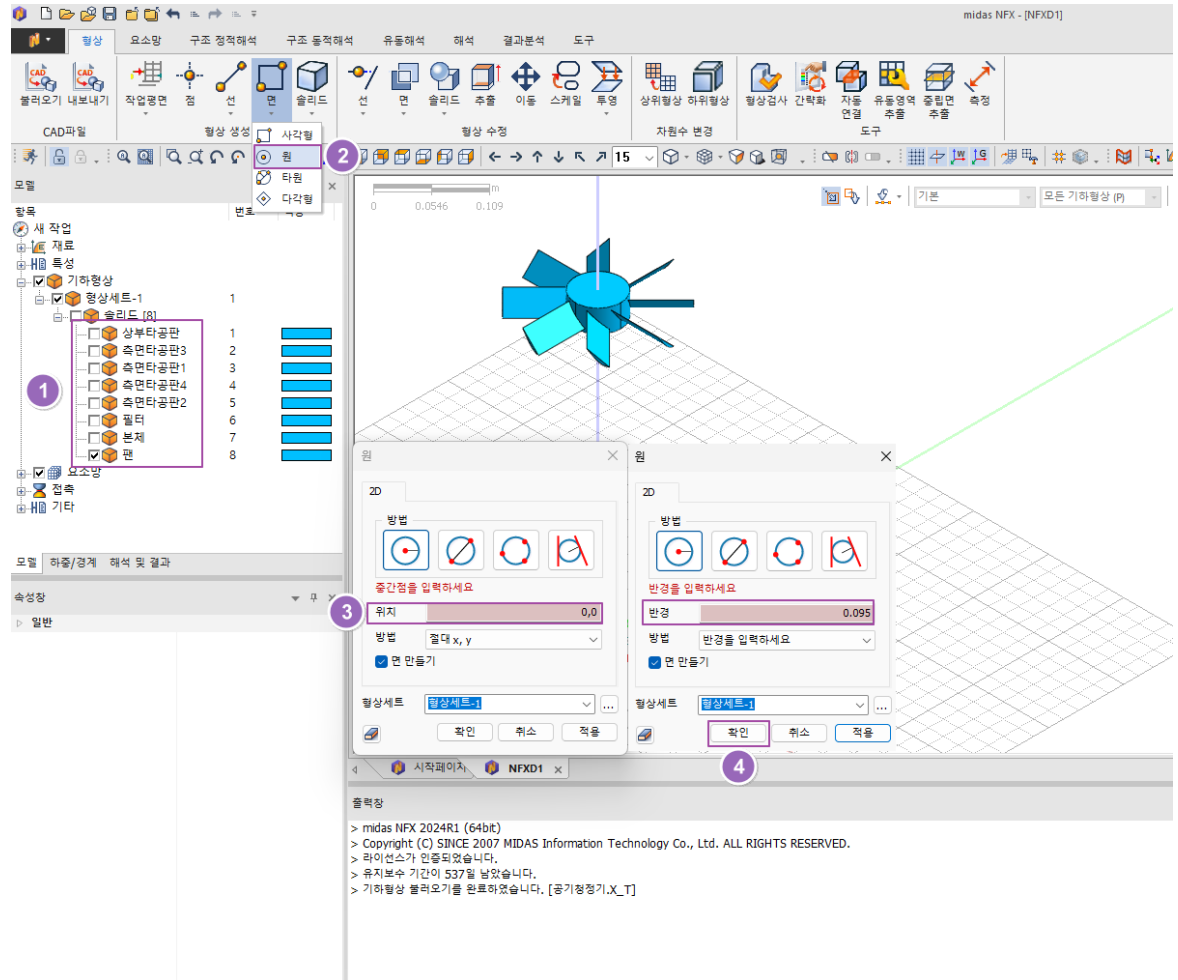 midas NFX - [NFXD1]
형상 요소망 구조 정적해석 구조 동적해석 유동해석 해석 결과분석 도구
CAD CAD
불러오기 내보내기 작업평면 점 선 면 솔리드 선 면 솔리드 추출 이동 스케일 투영 상위형상 하위형상 형상검사 간략화 자동 연결 유동영역 추출 중립면 추출 측정
CAD파일 형상 생성 형상 수정 차원수 변경 도구
사각형
원
2
타원
다각형
15
모델
항목 번호
새 작업
재료
특성
기하형상
형상세트-1 1
솔리드 [8]
상부타공판 1
측면타공판3 2
측면타공판1 3
측면타공판4 4
측면타공판2 5
필터 6
본체 7
팬 8
1
요소망
접촉
기타
모델 하중/경계 해석 및 결과
속성창
일반
m
0 0.0546 0.109
기본 모든 기하형상 (P)
원
2D
방법
중간점을 입력하세요
3
위치 0,0
방법 절대 x, y
면 만들기
형상세트 형상세트-1 ...
확인 취소 적용
원
2D
방법
반경을 입력하세요
반경 0.095
방법 반경을 입력하세요
면 만들기
형상세트 형상세트-1 ...
확인 취소 적용
4
시작페이지 NFXD1
출력창
> midas NFX 2024R1 (64bit)
> Copyright (C) SINCE 2007 MIDAS Information Technology Co., Ltd. ALL RIGHTS RESERVED.
> 라이선스가 인증되었습니다.
> 유지보수 기간이 537일 남았습니다.
> 기하형상 불러오기를 완료하였습니다. [공기청정기.X_T]